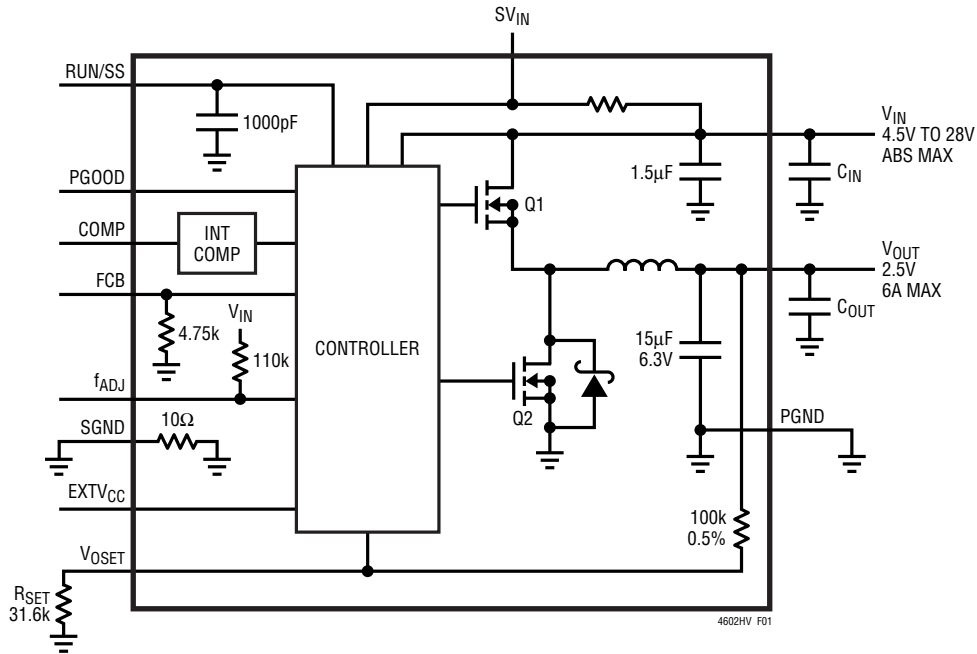 SVIN
RUN/SS
1000pF
VIN
4.5V TO 28V
ABS MAX
1.5µF
CIN
PGOOD
Q1
COMP
INT
COMP
VOUT
2.5V
6A MAX
FCB
COUT
VIN
4.75k
110k
CONTROLLER
15µF
6.3V
fADJ
Q2
10Ω
SGND
PGND
EXTVCC
100k
0.5%
VOSET
RSET
31.6k
4602HV F01